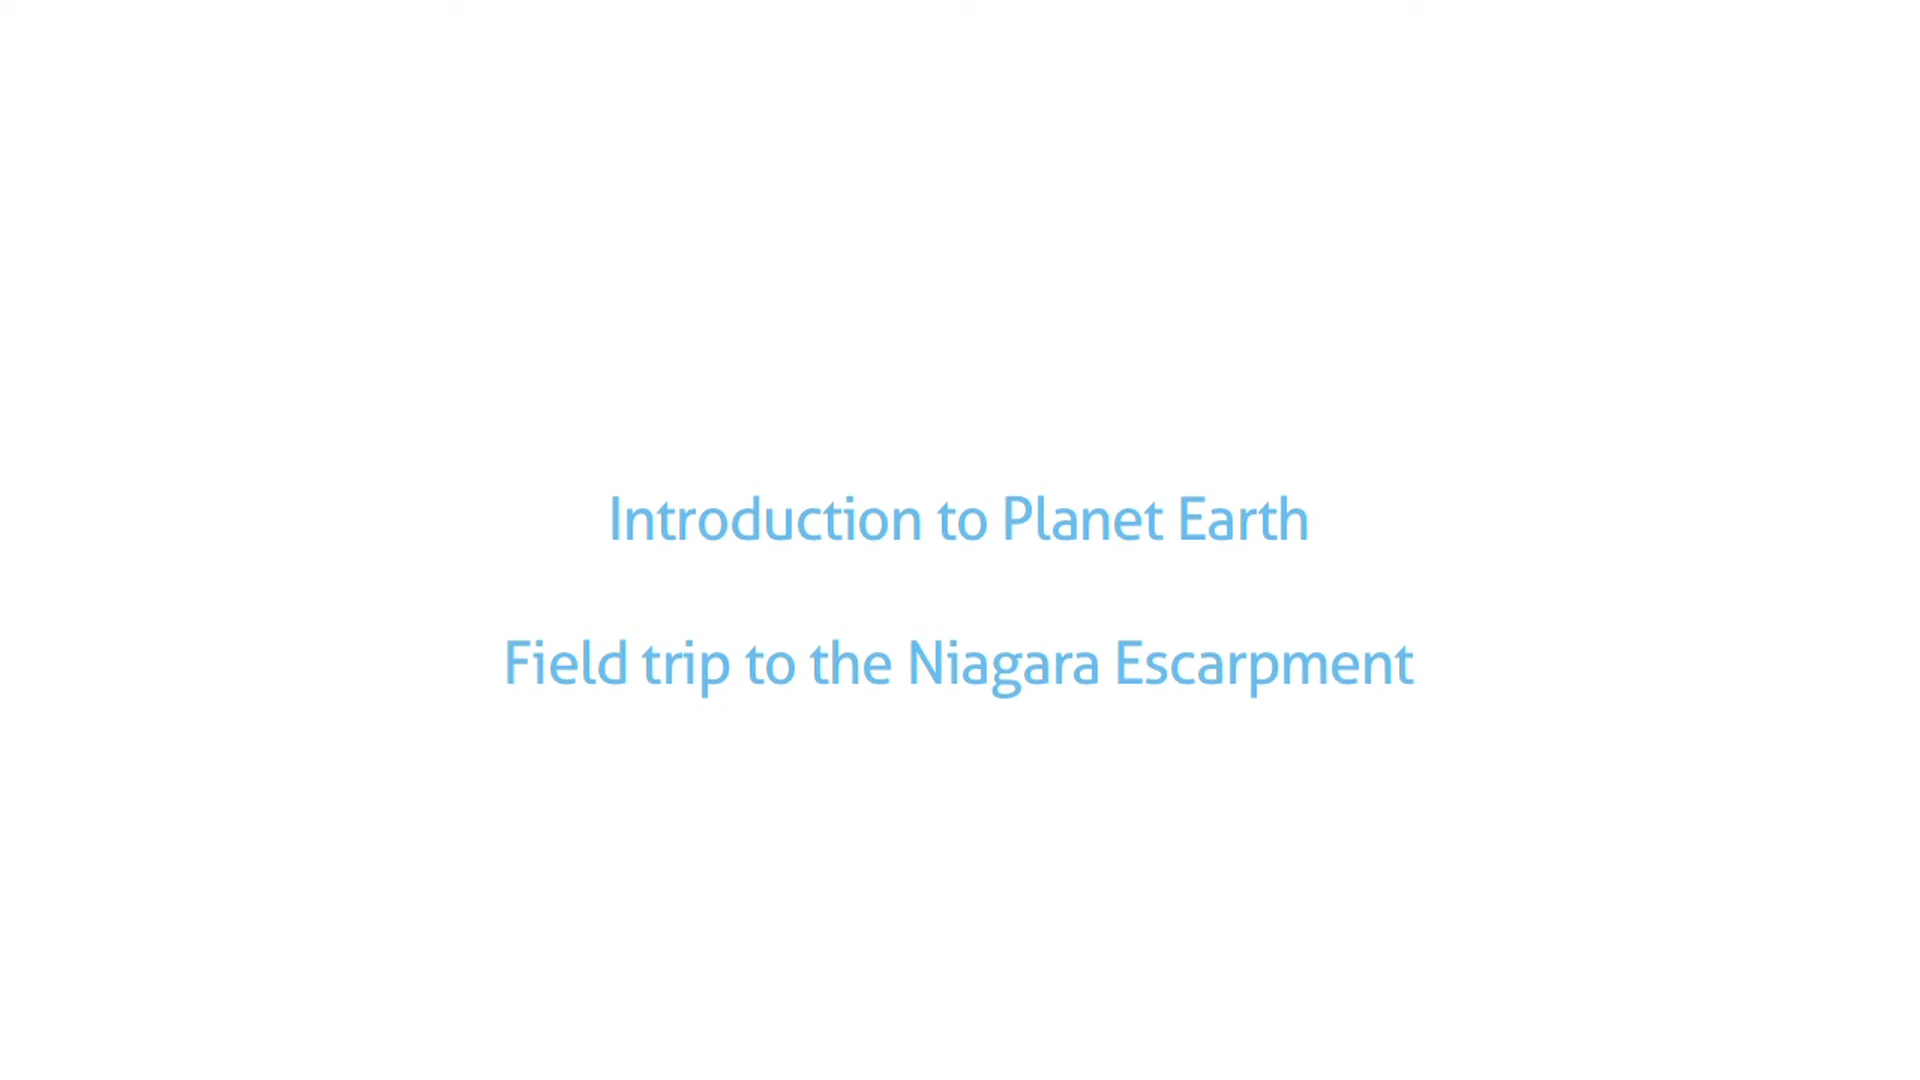 Introduction to Planet Earth
Field trip to the Niagara Escarpment